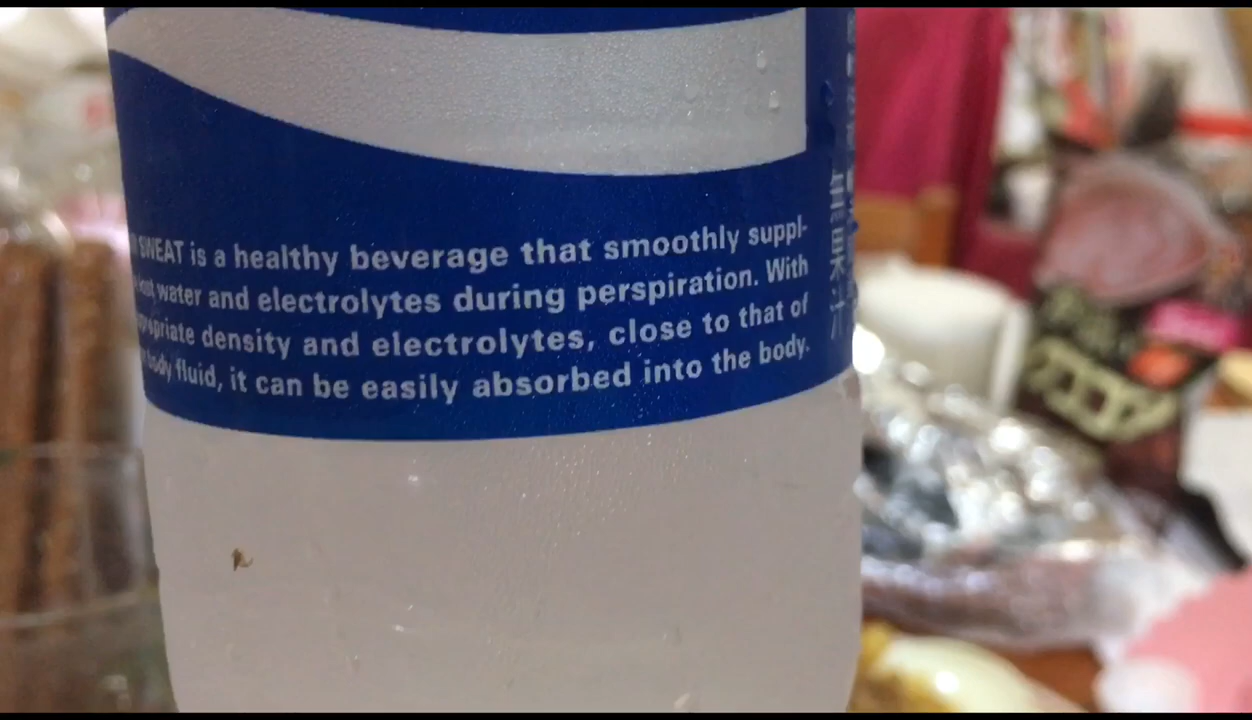 SWEAT is a healthy beverage that smoothly suppl-
water and electrolytes during perspiration. With
density and electrolytes, close to that of
body fluid, it can be easily absorbed into the body.